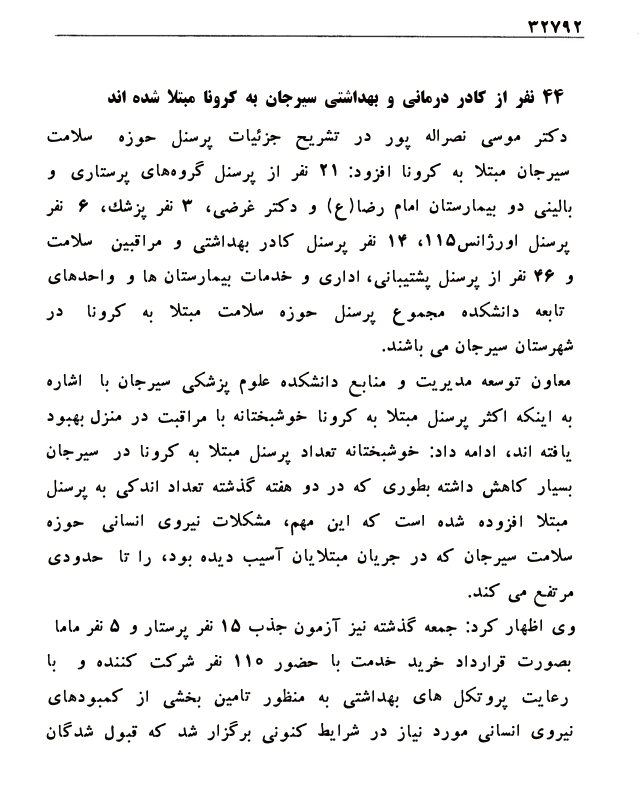 ۳۲۷۹۲
۴۴ نفر از کادر درمانی و بهداشتی سیرجان به کرونا مبتلا شده اند
دکتر موسی نصراله پور در تشریح جزئیات پرسنل حوزه سلامت
سیرجان مبتلا به کرونا افزود: ۲۱ نفر از پرسنل گروه‌های پرستاری و
بالینی دو بیمارستان امام رضا(ع) و دکتر غرضی، ۳ نفر پزشك، ۶ نفر
پرسنل اورژانس۱۱۵، ۱۴ نفر پرسنل کادر بهداشتی و مراقبین سلامت
و ۴۶ نفر از پرسنل پشتیبانی، اداری و خدمات بیمارستان ها و واحدهای
تابعه دانشکده مجموع پرسنل حوزه سلامت مبتلا به کرونا در
شهرستان سیرجان می باشند.
معاون توسعه مدیریت و منابع دانشکده علوم پزشکی سیرجان با اشاره
به اینکه اکثر پرسنل مبتلا به کرونا خوشبختانه با مراقبت در منزل بهبود
یافته اند، ادامه داد: خوشبختانه تعداد پرسنل مبتلا به کرونا در سیرجان
بسیار کاهش داشته بطوری که در دو هفته گذشته تعداد اندکی به پرسنل
مبتلا افزوده شده است که این مهم، مشکلات نیروی انسانی حوزه
سلامت سیرجان که در جریان مبتلایان آسیب دیده بود، را تا حدودی
مرتفع می کند.
وی اظهار کرد: جمعه گذشته نیز آزمون جذب ۱۵ نفر پرستار و ۵ نفر ماما
بصورت قرارداد خرید خدمت با حضور ۱۱۰ نفر شرکت کننده و با
رعایت پروتکل های بهداشتی به منظور تامین بخشی از کمبودهای
نیروی انسانی مورد نیاز در شرایط کنونی برگزار شد که قبول شدگان